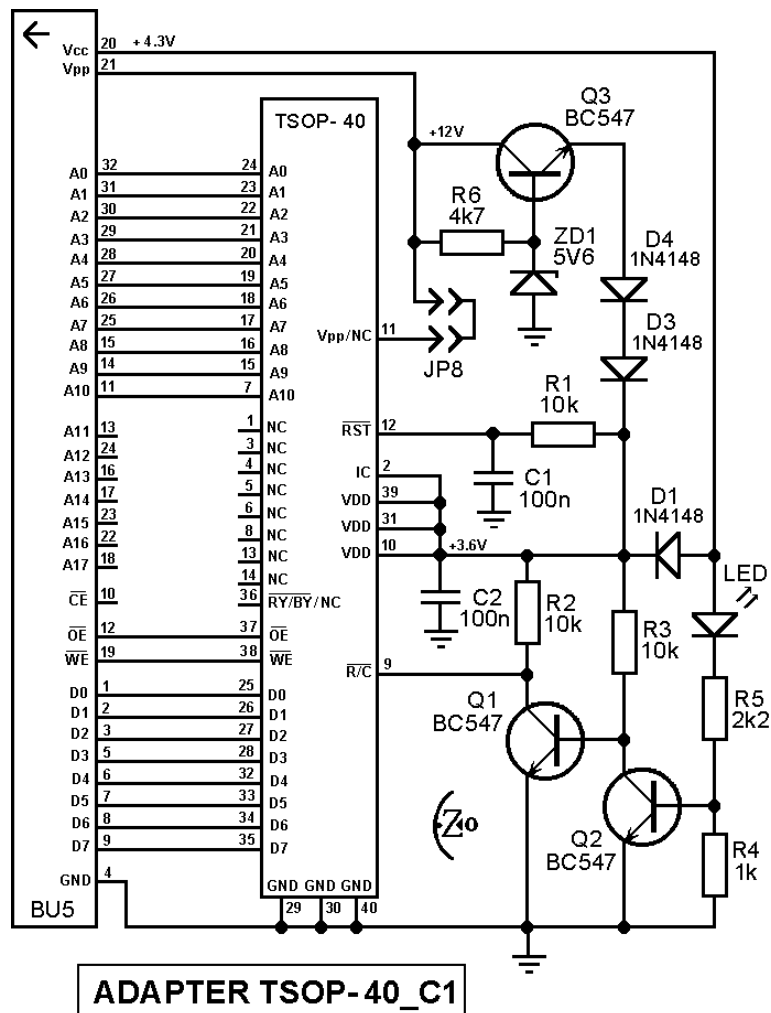 Vcc 20 + 4.3V
Vpp 21
TSOP- 40
+12V
Q3
BC547
A0 32 24 A0
A1 31 23 A1
A2 30 22 A2
A3 29 21 A3
A4 28 20 A4
A5 27 19 A5
A6 26 18 A6
A7 25 17 A7
A8 15 16 A8
A9 14 15 A9
A10 11 7 A10
R6
4k7
ZD1
5V6
D4
1N4148
D3
1N4148
Vpp/NC 11
JP8
R1
10k
A11 13
A12 24
A13 16
A14 17
A15 23
A16 22
A17 18
1 NC
3 NC
4 NC
5 NC
6 NC
8 NC
13 NC
14 NC
RST 12
IC 2
VDD 39
VDD 31
VDD 10
+3.6V
C1
100n
D1
1N4148
LED
CE 10
36 RY/BY/NC
OE 12 37 OE
WE 19 38 WE
C2
100n
R2
10k
R3
10k
R/C 9
R5
2k2
D0 1 25 D0
D1 2 26 D1
D2 3 27 D2
D3 5 28 D3
D4 6 32 D4
D5 7 33 D5
D6 8 34 D6
D7 9 35 D7
Q1
BC547
Zo
Q2
BC547
R4
1k
GND 4
GND GND GND
29 30 40
BU5
ADAPTER TSOP- 40_C1